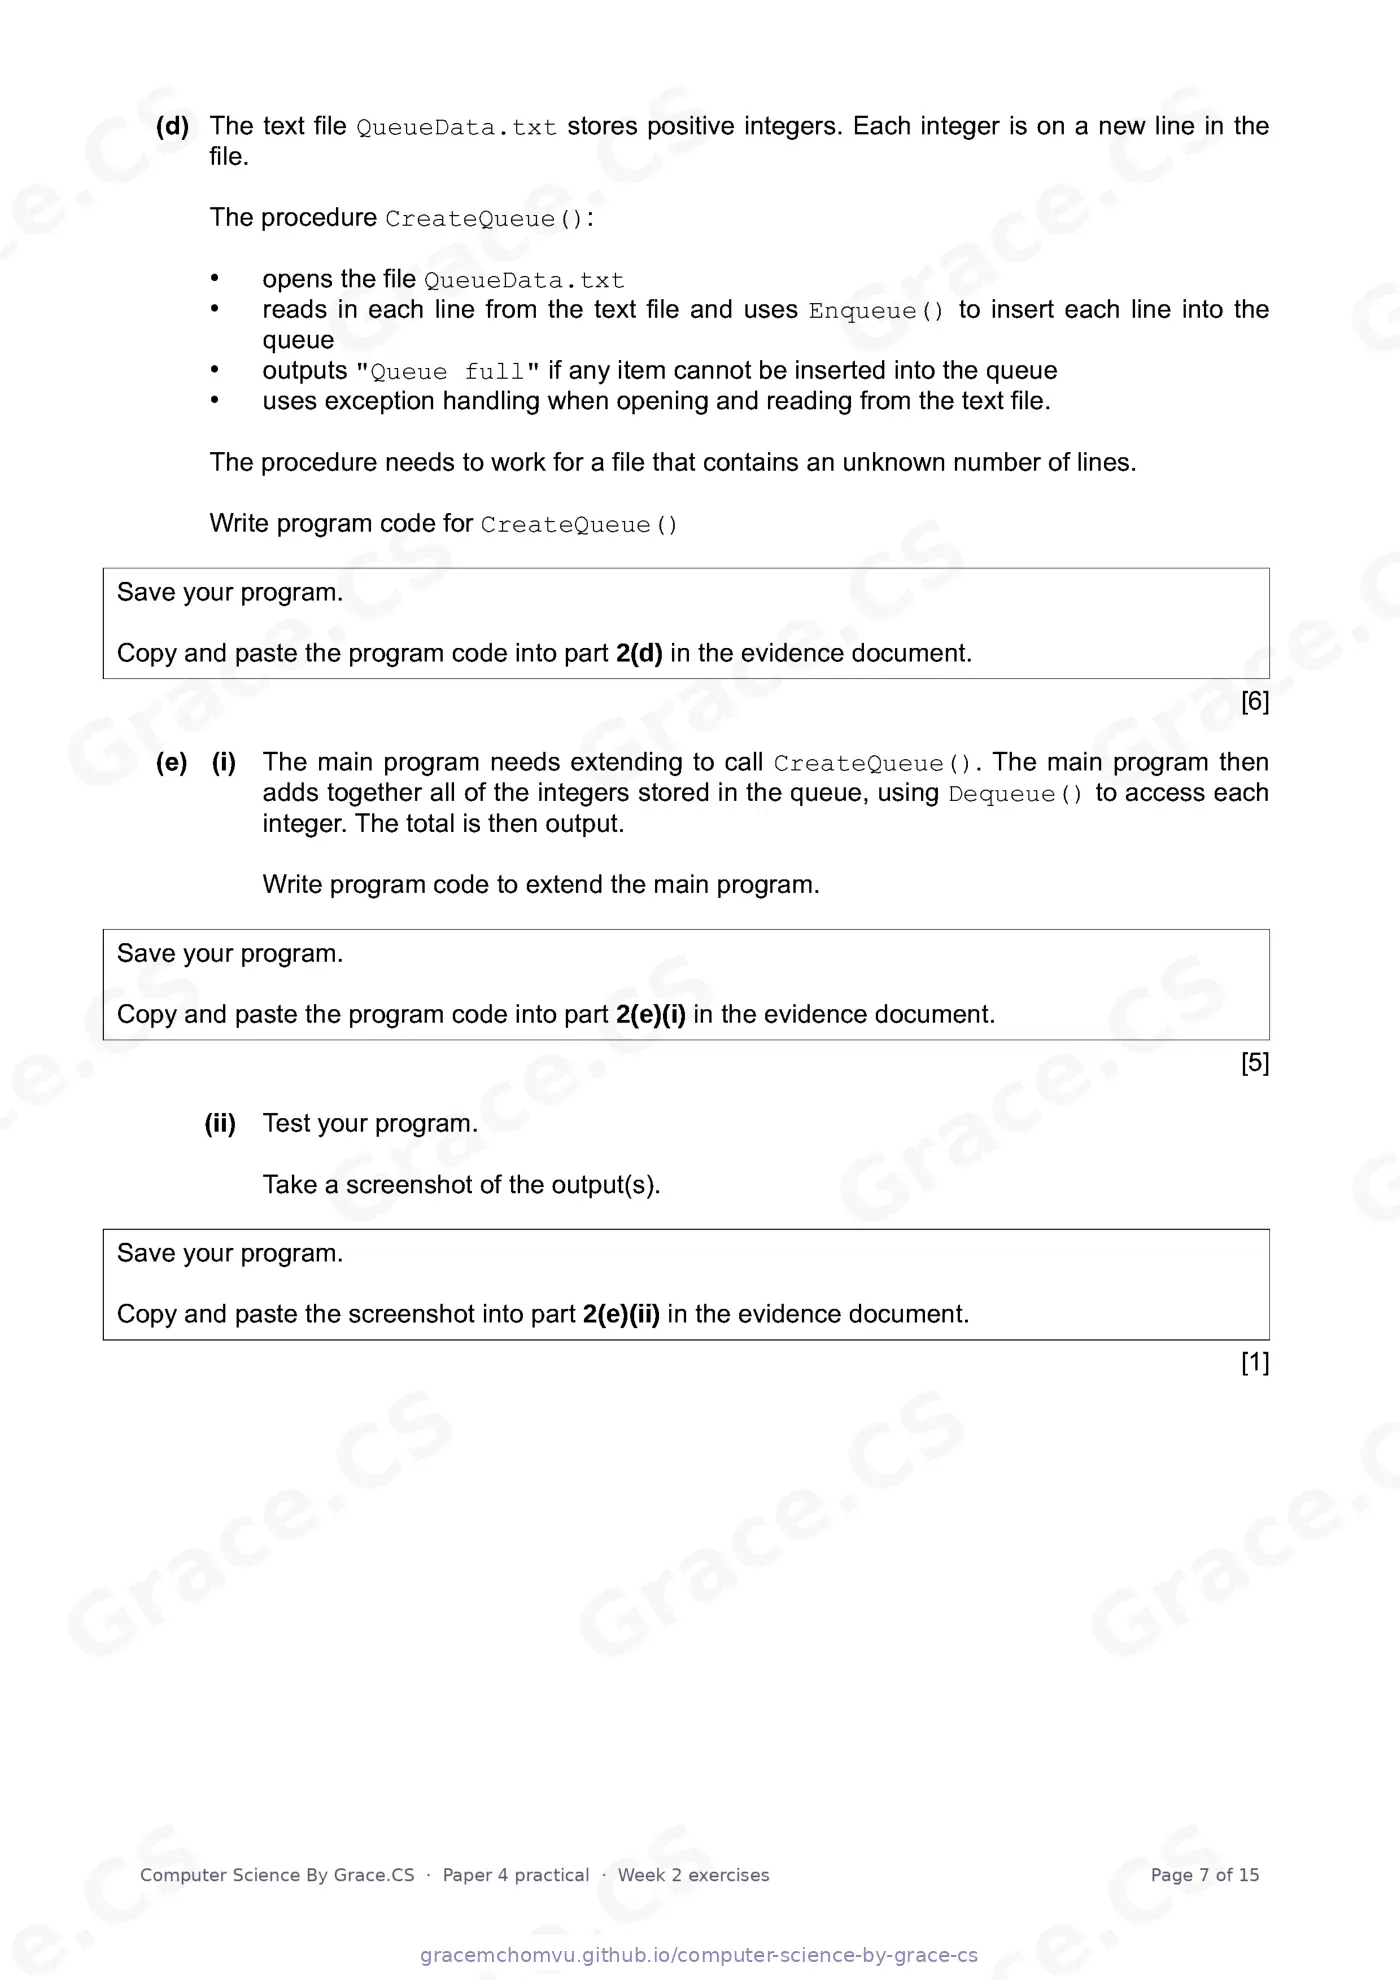 (d) The text file QueueData.txt stores positive integers. Each integer is on a new line in the
file.
The procedure CreateQueue():
• opens the file QueueData.txt
• reads in each line from the text file and uses Enqueue() to insert each line into the
queue
• outputs "Queue full" if any item cannot be inserted into the queue
• uses exception handling when opening and reading from the text file.
The procedure needs to work for a file that contains an unknown number of lines.
Write program code for CreateQueue()
Save your program.
Copy and paste the program code into part 2(d) in the evidence document.
[6]
(e) (i) The main program needs extending to call CreateQueue(). The main program then
adds together all of the integers stored in the queue, using Dequeue() to access each
integer. The total is then output.
Write program code to extend the main program.
Save your program.
Copy and paste the program code into part 2(e)(i) in the evidence document.
[5]
(ii) Test your program.
Take a screenshot of the output(s).
Save your program.
Copy and paste the screenshot into part 2(e)(ii) in the evidence document.
[1]
Computer Science By Grace.CS · Paper 4 practical · Week 2 exercises Page 7 of 15
gracemchomvu.github.io/computer-science-by-grace-cs